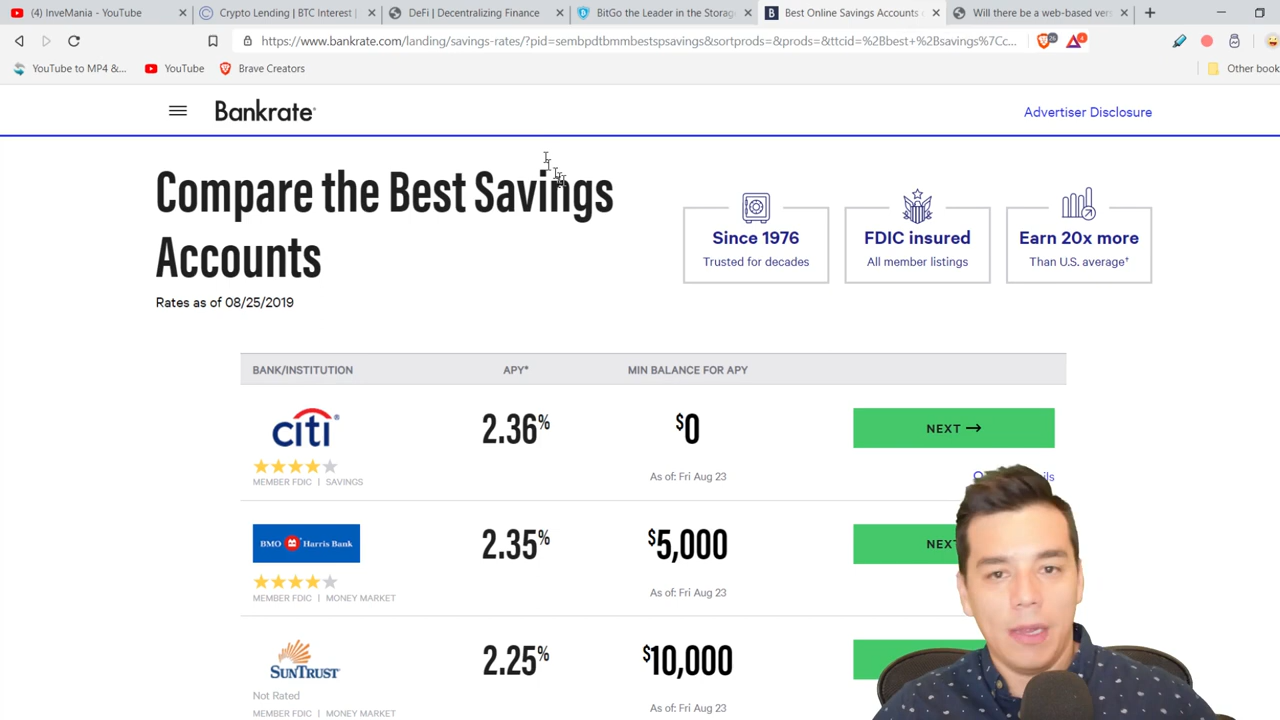 (4) InveMania - YouTube
Crypto Lending | BTC Interest |
DeFi | Decentralizing Finance
BitGo the Leader in the Storag
Best Online Savings Accounts
Will there be a web-based ver
https://www.bankrate.com/landing/savings-rates/?pid=sembpdtbmmbestspsavings&sortprods=&prods=&ttcid=%2Bbest+%2Bsavings%7Cc...
26
4
YouTube to MP4 &...
YouTube
Brave Creators
Other book
Bankrate
Advertiser Disclosure
Compare the Best Savings
Accounts
Rates as of 08/25/2019
Since 1976
Trusted for decades
FDIC insured
All member listings
Earn 20x more
Than U.S. average†
BANK/INSTITUTION
APY*
MIN BALANCE FOR APY
citi
2.36%
$0
NEXT →
MEMBER FDIC | SAVINGS
As of: Fri Aug 23
BMO Harris Bank
2.35%
$5,000
MEMBER FDIC | MONEY MARKET
As of: Fri Aug 23
SUNTRUST
2.25%
$10,000
Not Rated
MEMBER FDIC | MONEY MARKET
As of: Fri Aug 23